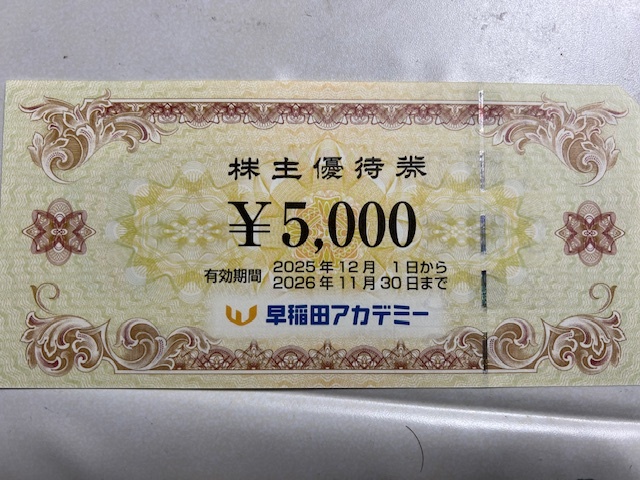 株主優待券
￥5,000
有効期間 2025年12月 1日から
2026年11月30日まで
早稲田アカデミー